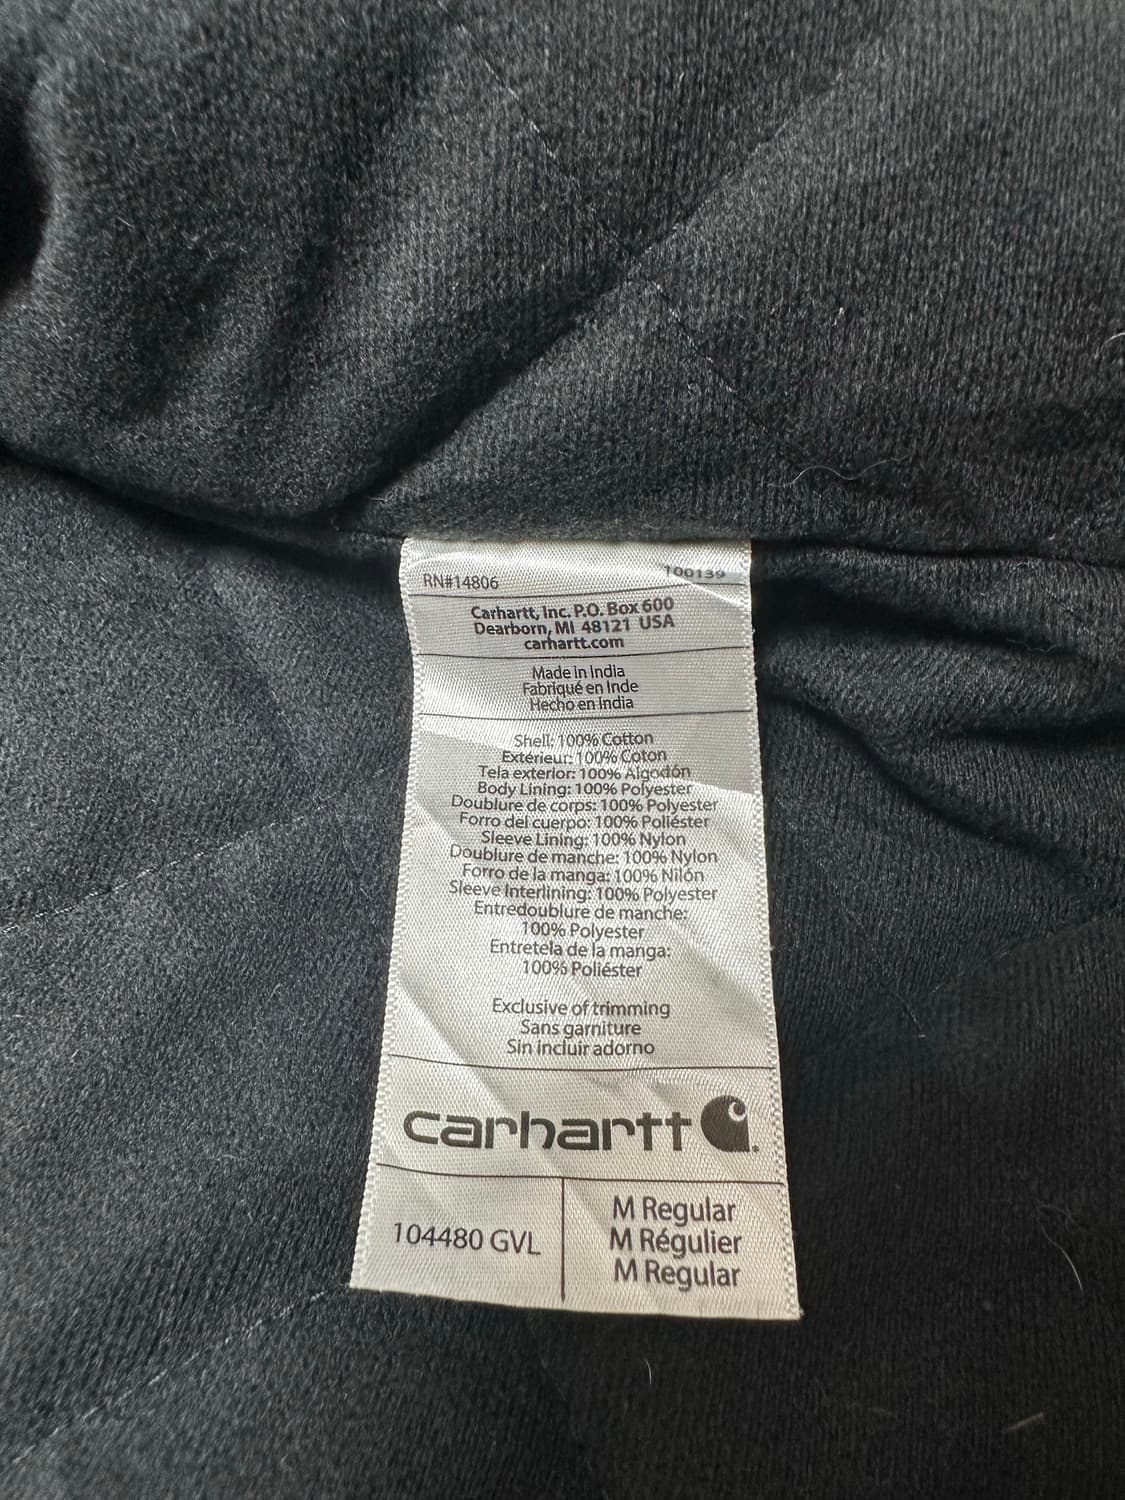 RN#14806 100139
Carhartt, Inc. P.O. Box 600
Dearborn, MI 48121 USA
carhartt.com
Made in India
Fabriqué en Inde
Hecho en India
Shell: 100% Cotton
Exterieur: 100% Coton
Tela exterior: 100% Algodón
Body Lining: 100% Polyester
Doublure de corps: 100% Polyester
Forro del cuerpo: 100% Poliéster
Sleeve Lining: 100% Nylon
Doublure de manche: 100% Nylon
Forro de la manga: 100% Nilón
Sleeve Interlining: 100% Polyester
Entredoublure de manche:
100% Polyester
Entretela de la manga:
100% Poliéster
Exclusive of trimming
Sans garniture
Sin incluir adorno
carhartt
104480 GVL
M Regular
M Régulier
M Regular